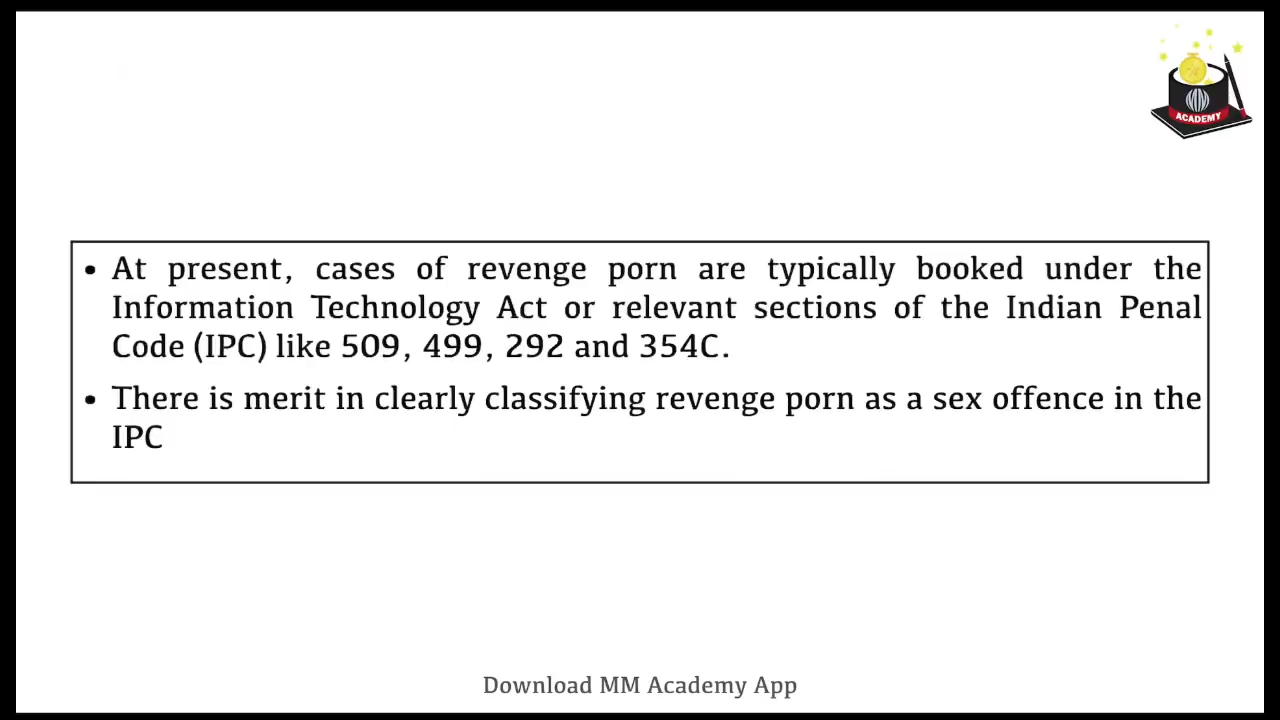 ACADEMY
• At present, cases of revenge porn are typically booked under the
Information Technology Act or relevant sections of the Indian Penal
Code (IPC) like 509, 499, 292 and 354C.
• There is merit in clearly classifying revenge porn as a sex offence in the
IPC
Download MM Academy App